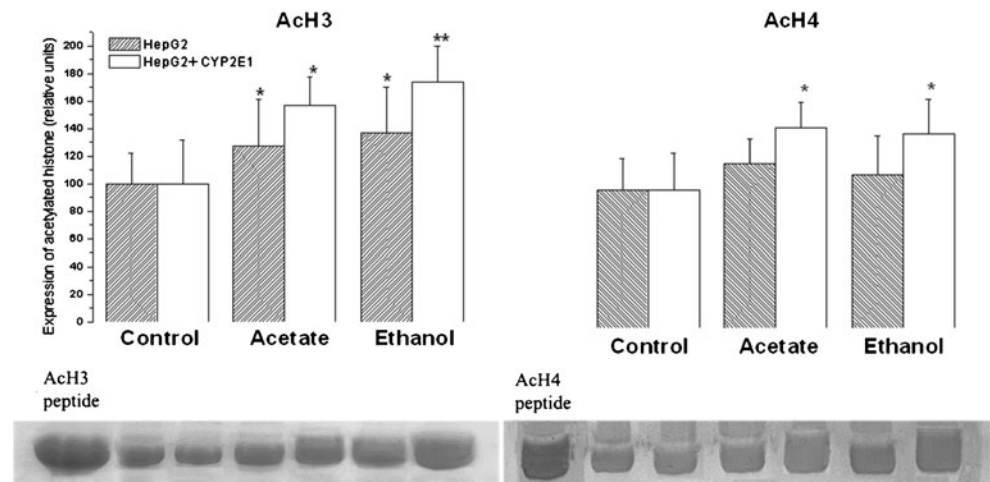 AcH3
AcH4
Expression of acetylated histone (relative units)
200
180
160
140
120
100
80
60
40
20
0
HepG2
HepG2+CYP2E1
*
*
*
**
*
*
Control
Acetate
Ethanol
Control
Acetate
Ethanol
AcH3
peptide
AcH4
peptide